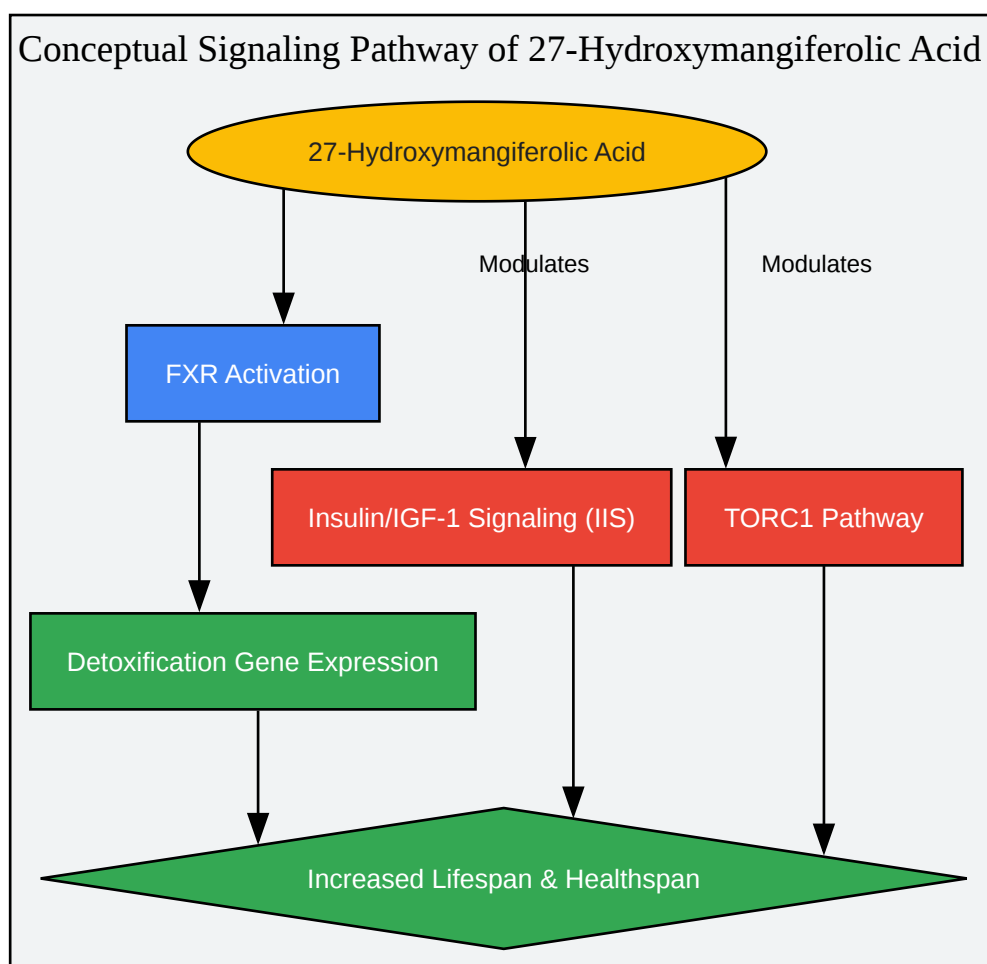 Conceptual Signaling Pathway of 27-Hydroxymangiferolic Acid
27-Hydroxymangiferolic Acid
Modulates
Modulates
FXR Activation
Insulin/IGF-1 Signaling (IIS)
TORC1 Pathway
Detoxification Gene Expression
Increased Lifespan & Healthspan